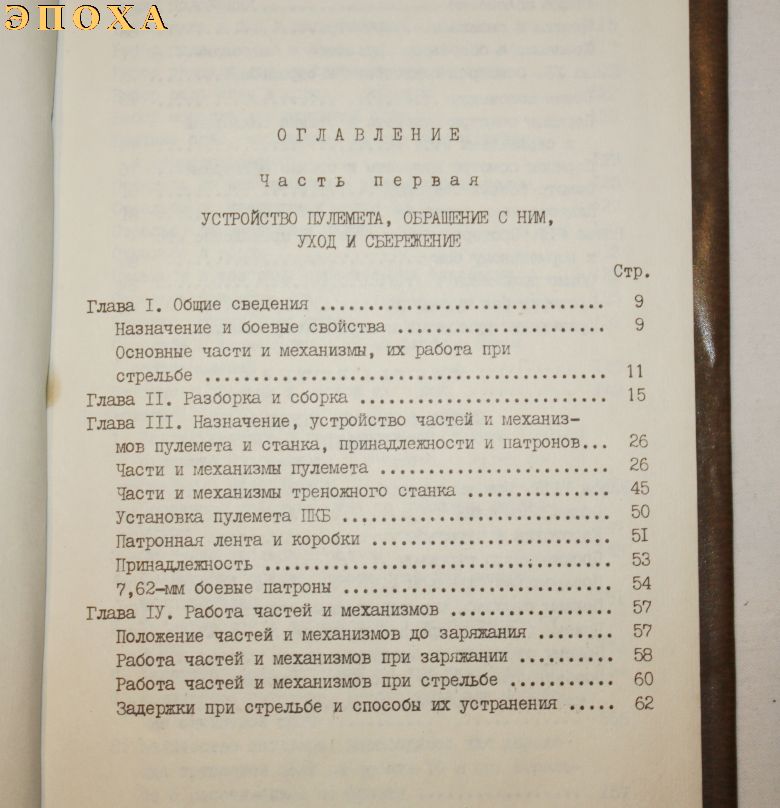 ЭПОХА
ОГЛАВЛЕНИЕ
Часть первая
УСТРОЙСТВО ПУЛЕМЕТА, ОБРАЩЕНИЕ С НИМ,
УХОД И СБЕРЕЖЕНИЕ
Стр.
Глава I. Общие сведения ............................. 9
Назначение и боевые свойства ..................... 9
Основные части и механизмы, их работа при
стрельбе ......................................... 11
Глава II. Разборка и сборка ......................... 15
Глава III. Назначение, устройство частей и механиз-
мов пулемета и станка, принадлежности и патронов... 26
Части и механизмы пулемета ....................... 26
Части и механизмы треножного станка .............. 45
Установка пулемета ПКБ ........................... 50
Патронная лента и коробки ........................ 51
Принадлежность ................................... 53
7,62-мм боевые патроны ........................... 54
Глава IУ. Работа частей и механизмов ................ 57
Положение частей и механизмов до заряжания ........ 57
Работа частей и механизмов при заряжании .......... 58
Работа частей и механизмов при стрельбе ........... 60
Задержки при стрельбе и способы их устранения ..... 62